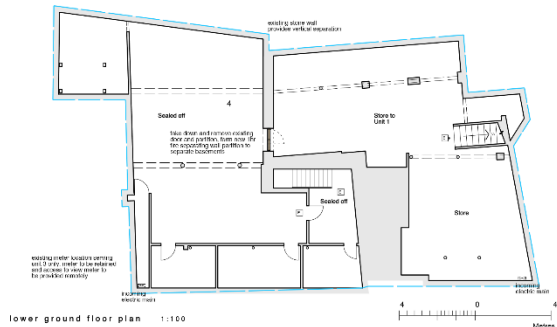 existing stone wall
provides vertical separation
4
Sealed off
take down and remove existing
door and partition, form new 1hr
fire separating wall partition to
separate basements
Store to
Unit 1
Sealed off
Store
existing meter location serving
unit 3 only, meter to be retained
and access to view meter to
be provided remotely
incoming
electric main
incoming
electric main
lower ground floor plan 1:100
4 0 4